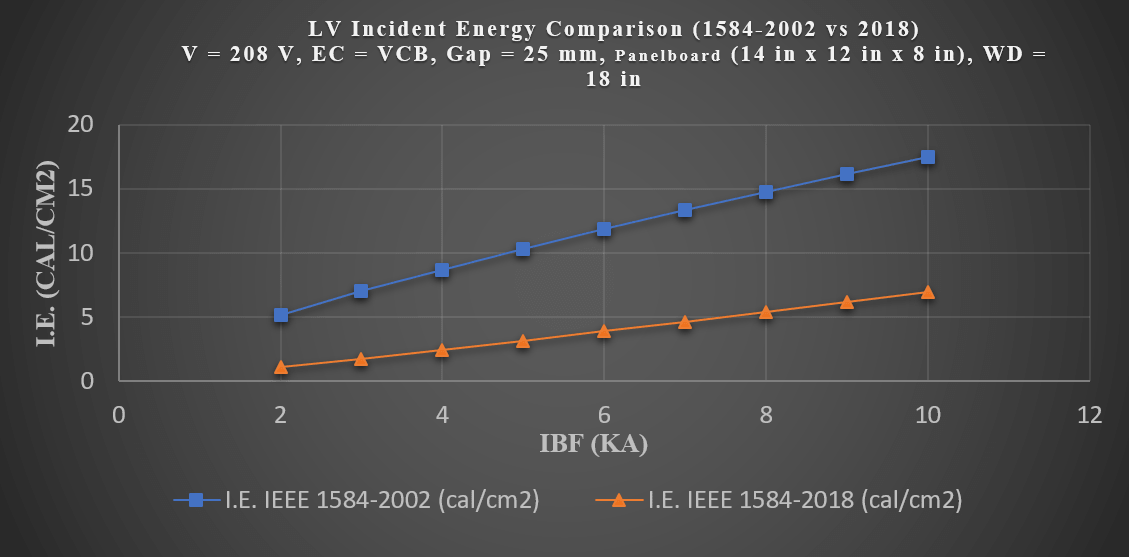 LV Incident Energy Comparison (1584-2002 vs 2018)
V = 208 V, EC = VCB, Gap = 25 mm, Panelboard (14 in x 12 in x 8 in), WD =
18 in
I.E. (CAL/CM2)
20
15
10
5
0
0 2 4 6 8 10 12
IBF (KA)
I.E. IEEE 1584-2002 (cal/cm2) I.E. IEEE 1584-2018 (cal/cm2)